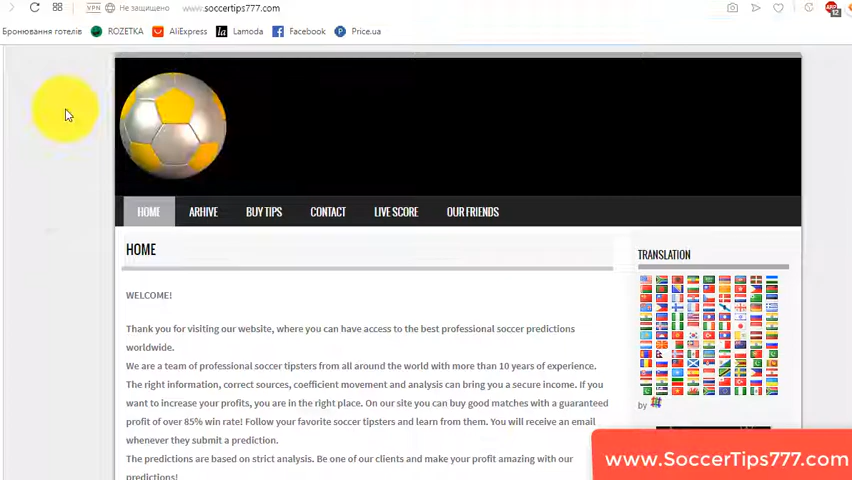 VPN Не защищено www.soccertips777.com
12
Бронювання готелів ROZETKA AliExpress la Lamoda Facebook P Price.ua
HOME ARHIVE BUY TIPS CONTACT LIVE SCORE OUR FRIENDS
HOME
TRANSLATION
WELCOME!
Thank you for visiting our website, where you can have access to the best professional soccer predictions
worldwide.
We are a team of professional soccer tipsters from all around the world with more than 10 years of experience.
The right information, correct sources, coefficient movement and analysis can bring you a secure income. If you
want to increase your profits, you are in the right place. On our site you can buy good matches with a guaranteed
profit of over 85% win rate! Follow your favorite soccer tipsters and learn from them. You will receive an email
whenever they submit a prediction.
The predictions are based on strict analysis. Be one of our clients and make your profit amazing with our
predictions!
by
www.SoccerTips777.com